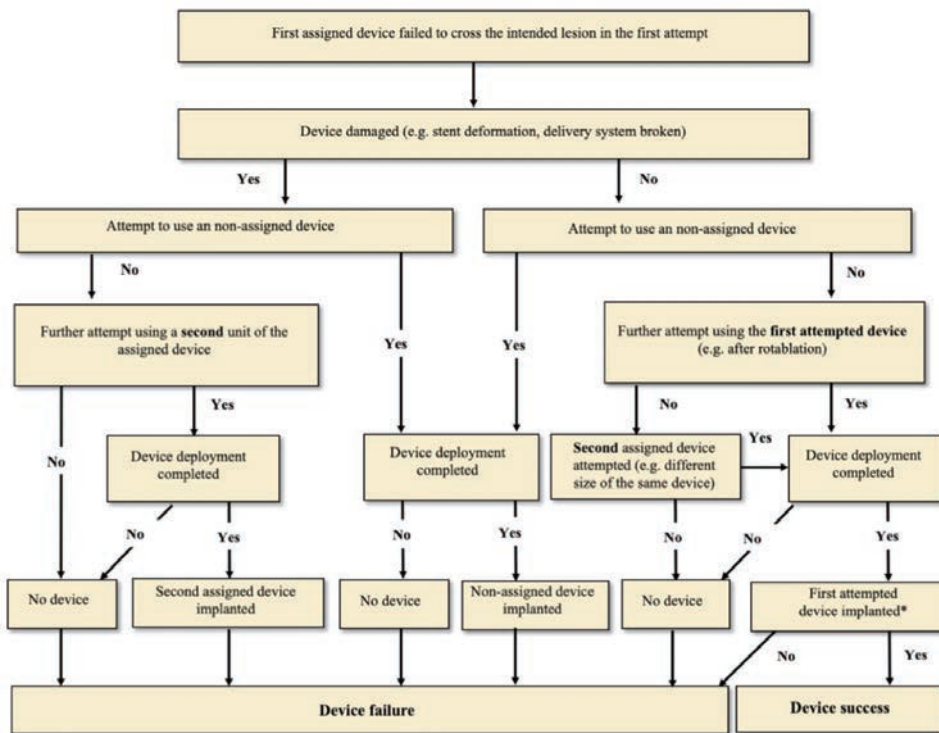 First assigned device failed to cross the intended lesion in the first attempt
Device damaged (e.g. stent deformation, delivery system broken)
Yes
No
Attempt to use an non-assigned device
Attempt to use an non-assigned device
No
No
Further attempt using a second unit of the
assigned device
Yes
Yes
Further attempt using the first attempted device
(e.g. after rotablation)
Yes
No
Yes
No
Device deployment
completed
Device deployment
completed
Second assigned device
attempted (e.g. different
size of the same device)
Yes
Device deployment
completed
No
Yes
No
Yes
No
No
Yes
No device
Second assigned device
implanted
No device
Non-assigned device
implanted
No device
First attempted
device implanted*
No
Yes
Device failure
Device success